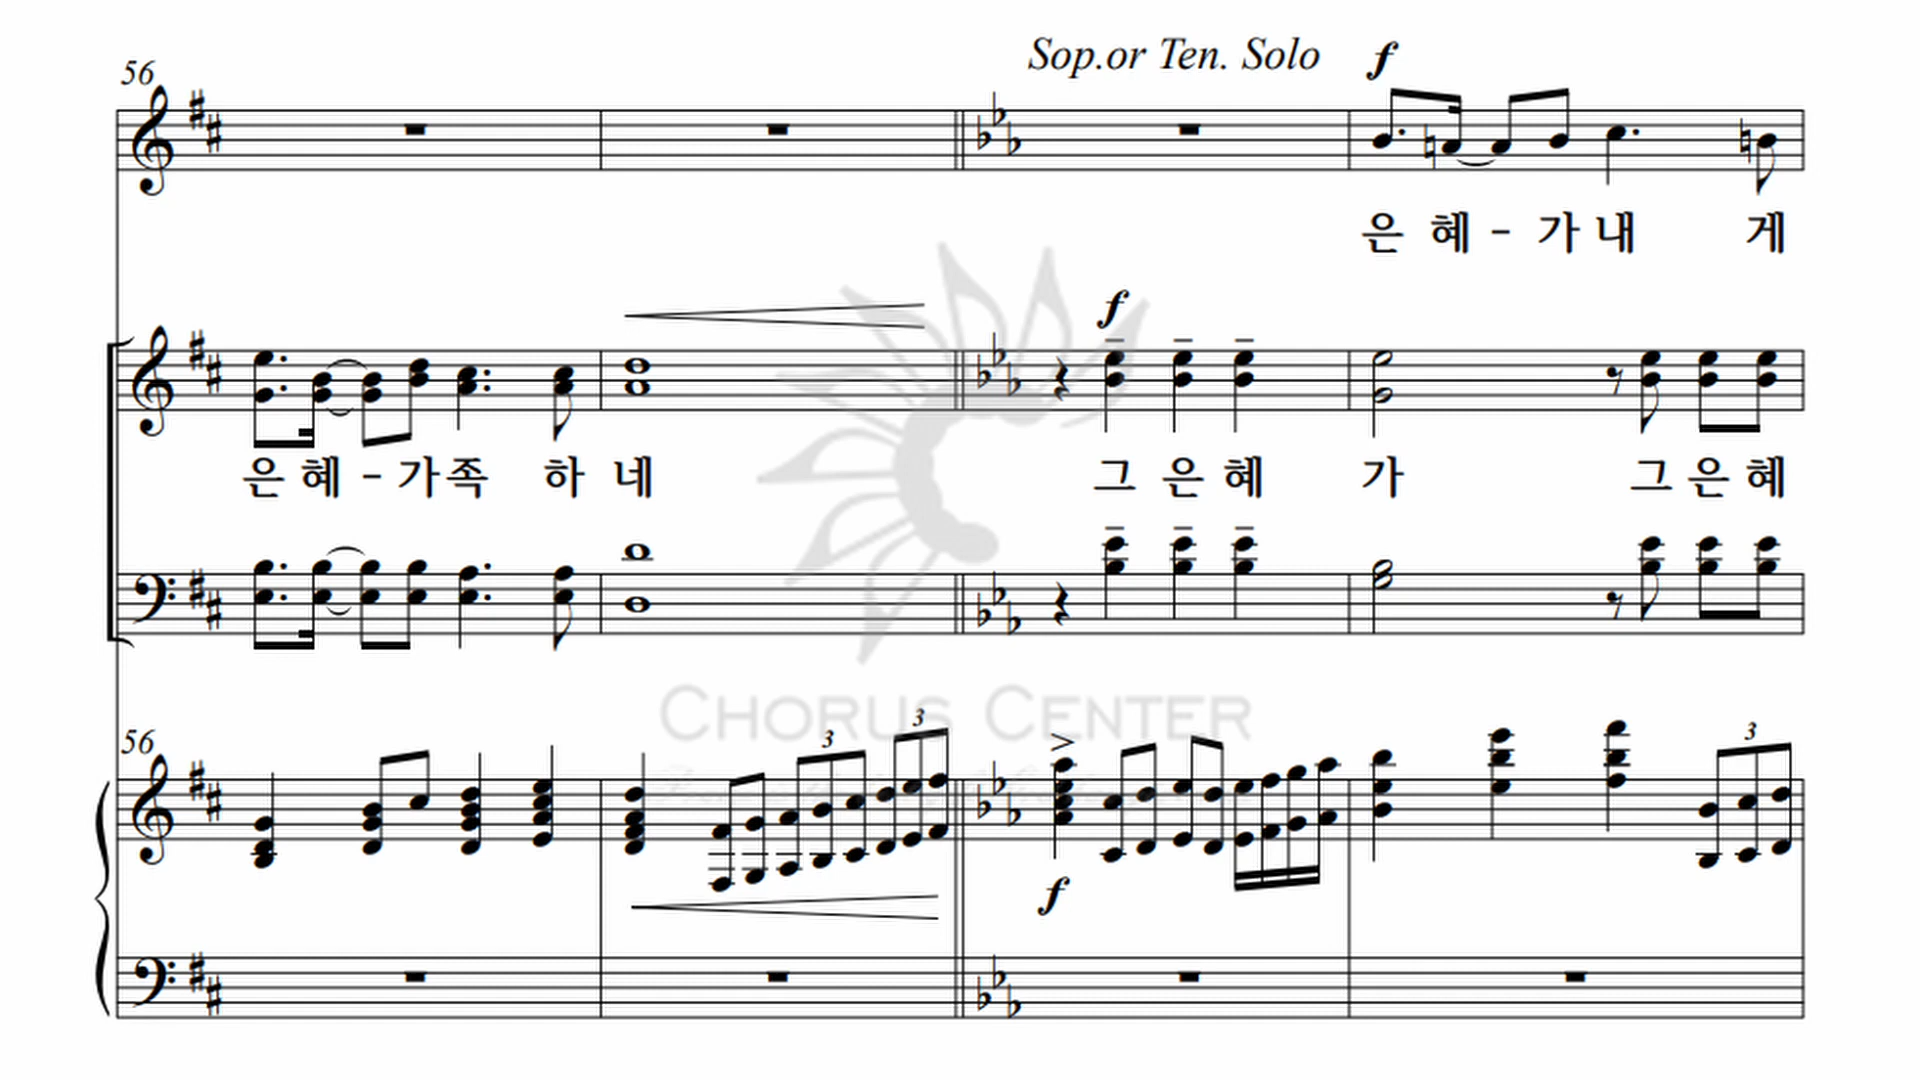 Sop.or Ten. Solo f
56
은 혜 - 가 내 게
f
은 혜 - 가 족 하 네 그 은 혜 가 그 은 혜
CHORUS CENTER
56 3 3 3
f